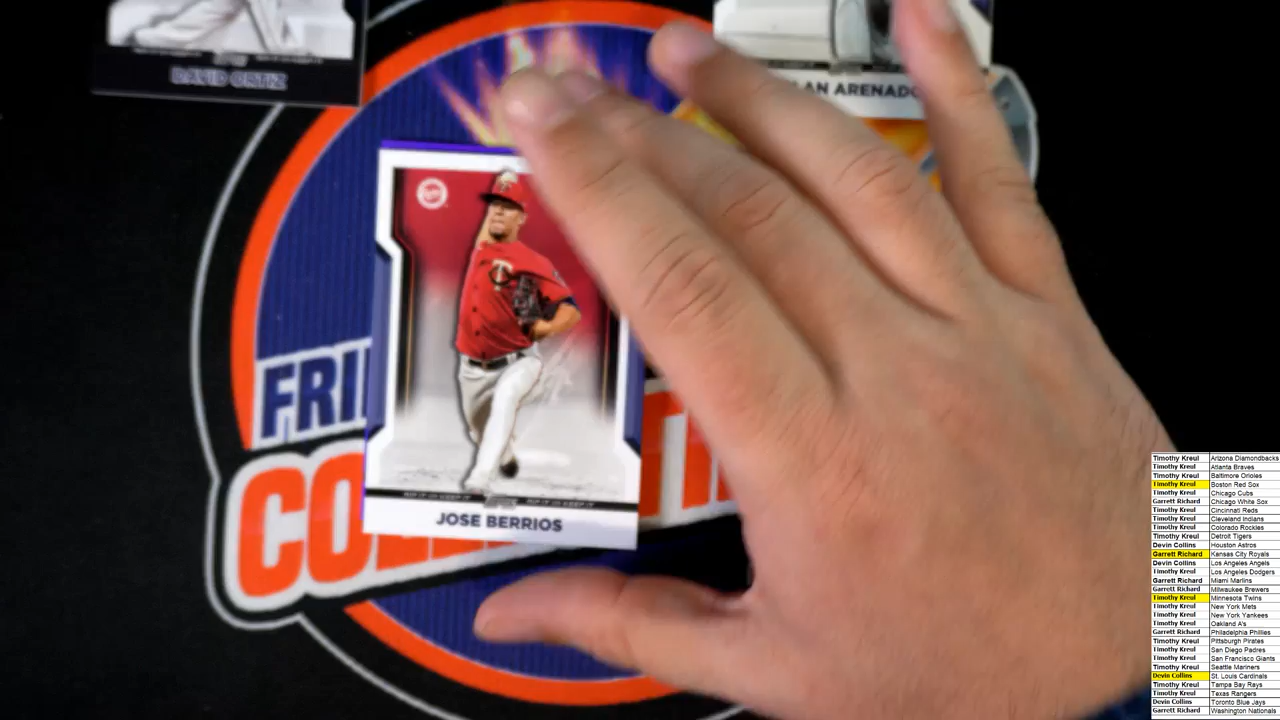 DAVID ORTIZ
LAN ARENADO
FRI
CO
T
JOSE BERRIOS
Timothy Kreul Arizona Diamondbacks
Timothy Kreul Atlanta Braves
Timothy Kreul Baltimore Orioles
Timothy Kreul Boston Red Sox
Timothy Kreul Chicago Cubs
Garrett Richard Chicago White Sox
Timothy Kreul Cincinnati Reds
Timothy Kreul Cleveland Indians
Timothy Kreul Colorado Rockies
Timothy Kreul Detroit Tigers
Devin Collins Houston Astros
Garrett Richard Kansas City Royals
Devin Collins Los Angeles Angels
Timothy Kreul Los Angeles Dodgers
Garrett Richard Miami Marlins
Garrett Richard Milwaukee Brewers
Timothy Kreul Minnesota Twins
Timothy Kreul New York Mets
Timothy Kreul New York Yankees
Timothy Kreul Oakland A's
Garrett Richard Philadelphia Phillies
Timothy Kreul Pittsburgh Pirates
Timothy Kreul San Diego Padres
Timothy Kreul San Francisco Giants
Timothy Kreul Seattle Mariners
Devin Collins St. Louis Cardinals
Timothy Kreul Tampa Bay Rays
Timothy Kreul Texas Rangers
Devin Collins Toronto Blue Jays
Garrett Richard Washington Nationals